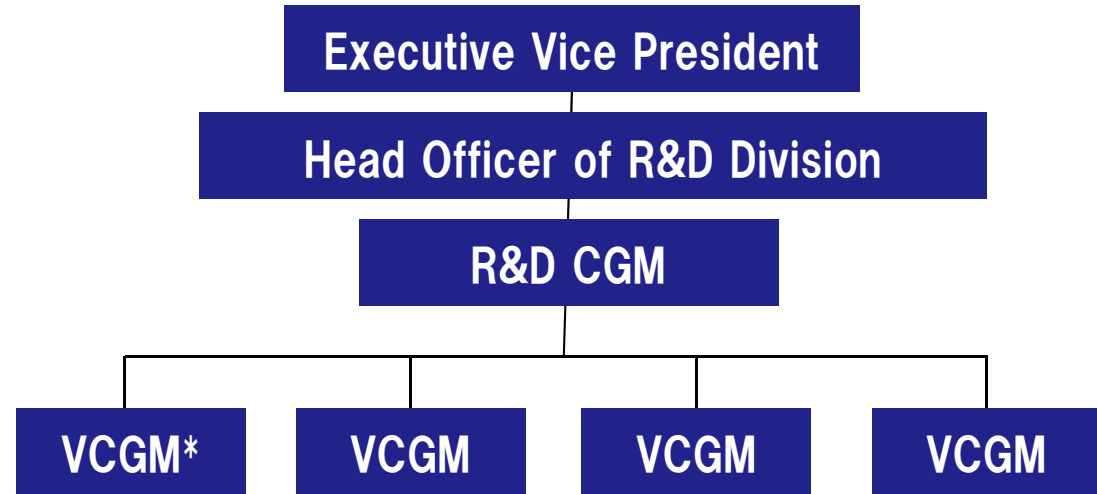 Executive Vice President
Head Officer of R&D Division
R&D CGM
VCGM*
VCGM
VCGM
VCGM